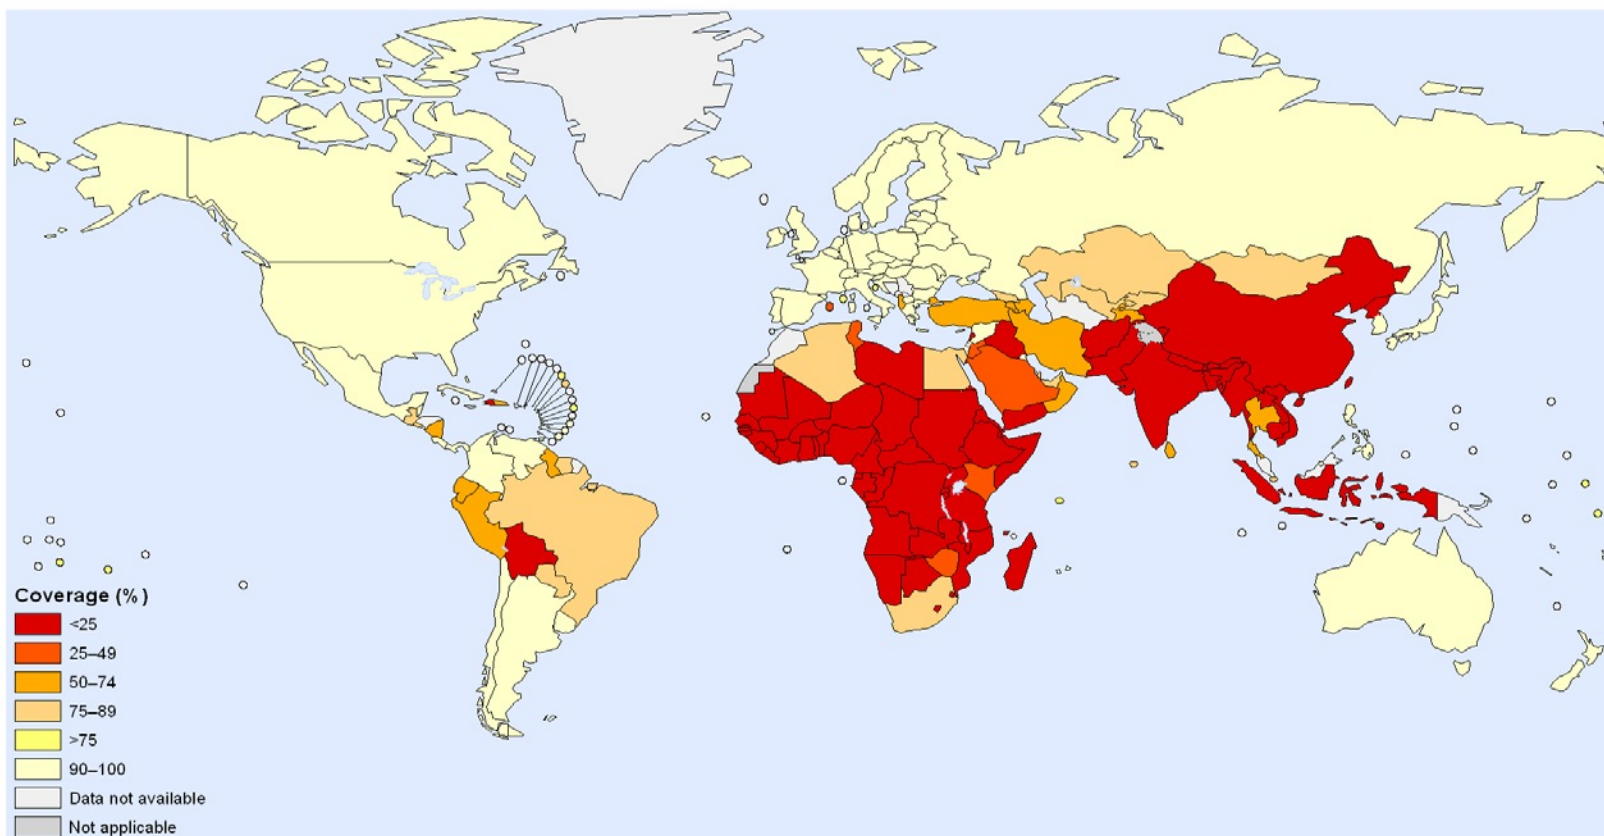 Coverage (%)
<25
25–49
50–74
75–89
>75
90–100
Data not available
Not applicable